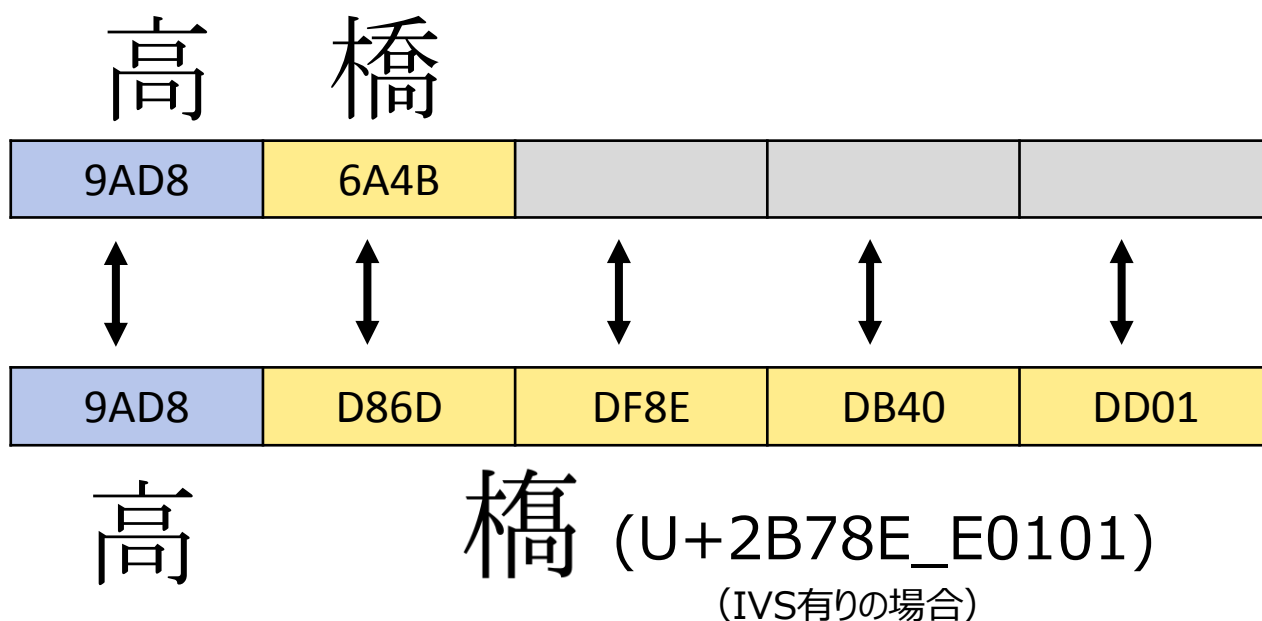 高 橋
9AD8 6A4B
9AD8 D86D DF8E DB40 DD01
高 𫞎󠄁 (U+2B78E_E0101)
（IVS有りの場合）